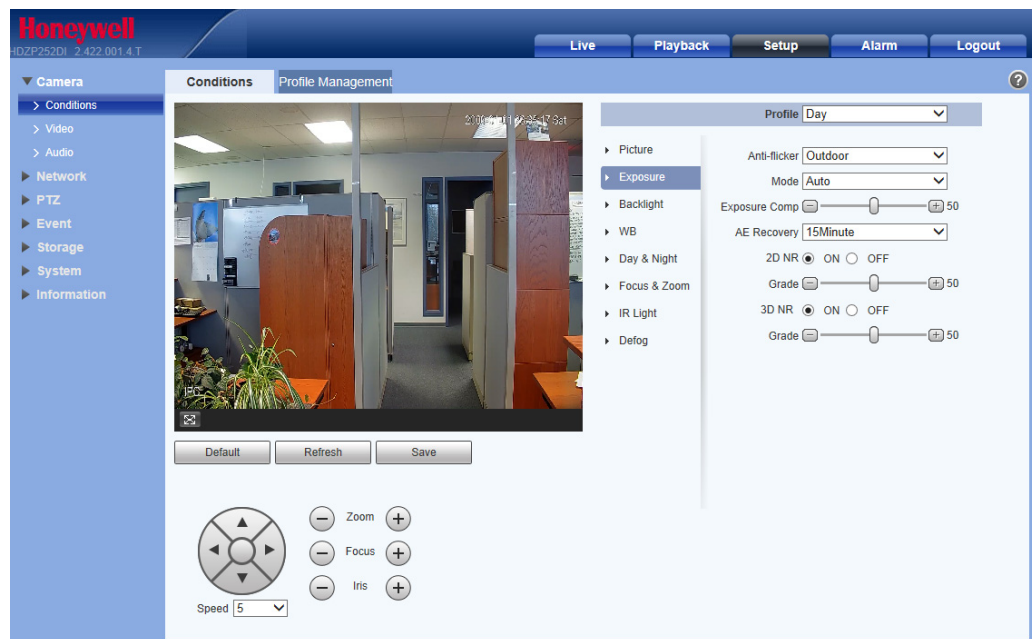 Honeywell
HDZP252DI 2.422.001.4.T
Live
Playback
Setup
Alarm
Logout
Camera
Conditions
Video
Audio
Network
PTZ
Event
Storage
System
Information
Conditions
Profile Management
?
IPC
Default
Refresh
Save
Zoom
Focus
Iris
Speed 5
Profile Day
Picture
Exposure
Backlight
WB
Day & Night
Focus & Zoom
IR Light
Defog
Anti-flicker Outdoor
Mode Auto
Exposure Comp 50
AE Recovery 15Minute
2D NR ON OFF
Grade 50
3D NR ON OFF
Grade 50